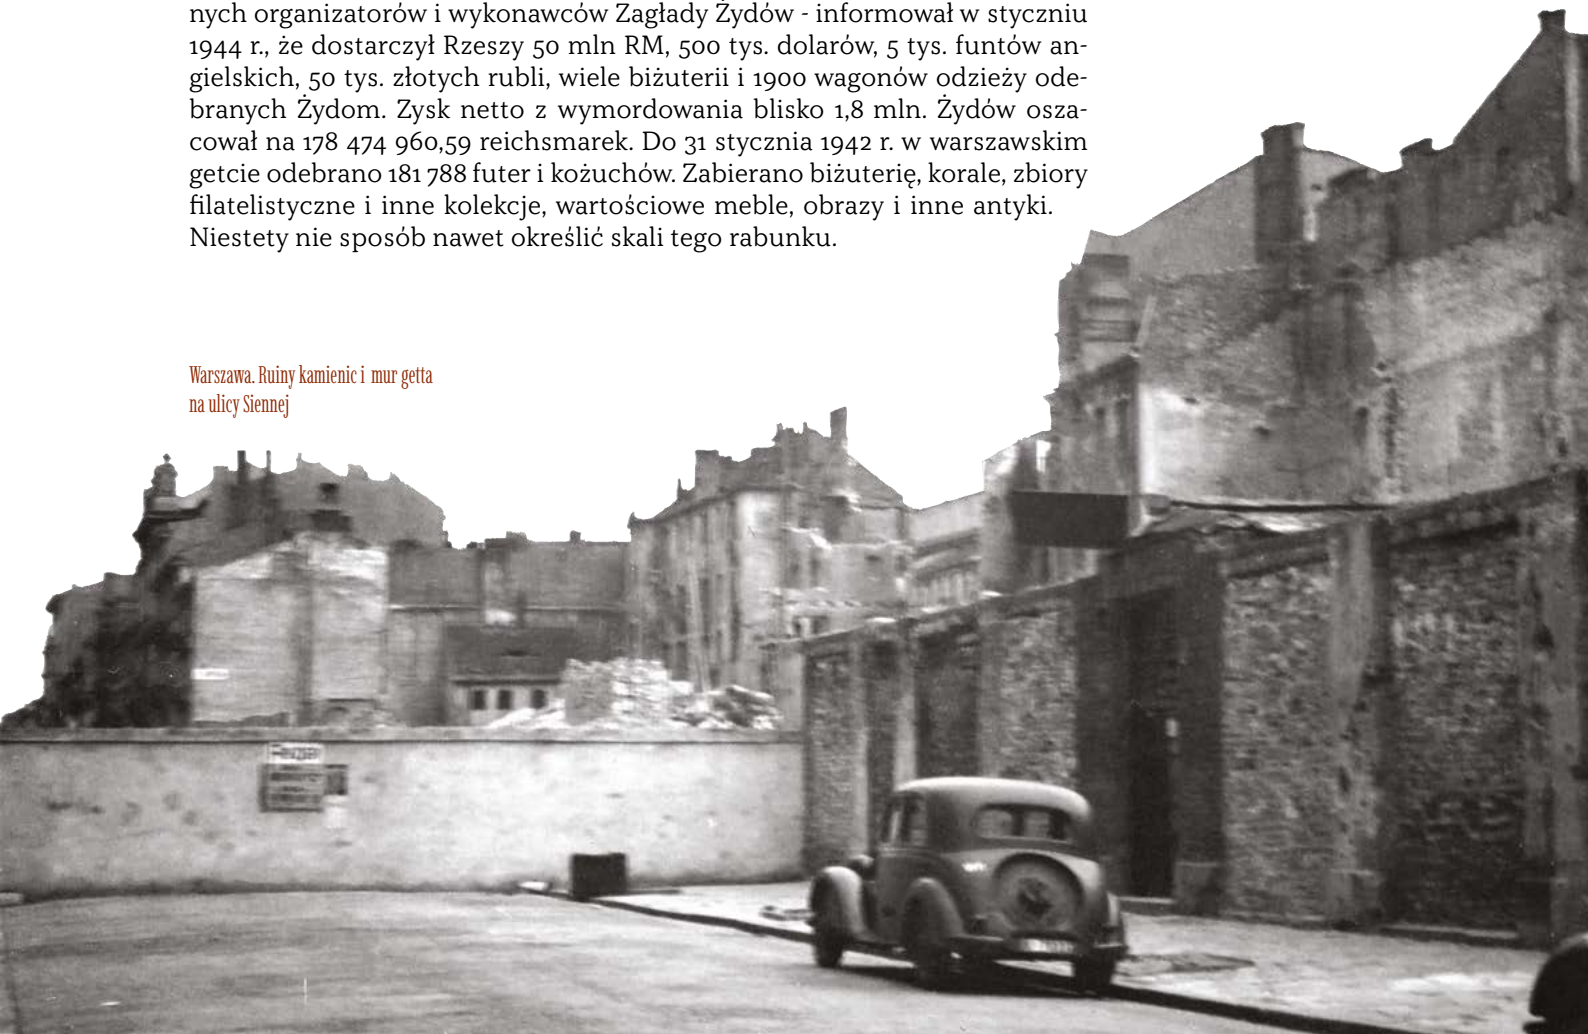 nych organizatorów i wykonawców Zagłady Żydów - informował w styczniu
1944 r., że dostarczył Rzeszy 50 mln RM, 500 tys. dolarów, 5 tys. funtów an-
gielskich, 50 tys. złotych rubli, wiele biżuterii i 1900 wagonów odzieży ode-
branych Żydom. Zysk netto z wymordowania blisko 1,8 mln. Żydów osza-
cował na 178 474 960,59 reichsmarek. Do 31 stycznia 1942 r. w warszawskim
getcie odebrano 181 788 futer i kożuchów. Zabierano biżuterię, korale, zbiory
filatelistyczne i inne kolekcje, wartościowe meble, obrazy i inne antyki.
Niestety nie sposób nawet określić skali tego rabunku.
Warszawa. Ruiny kamienic i mur getta
na ulicy Siennej